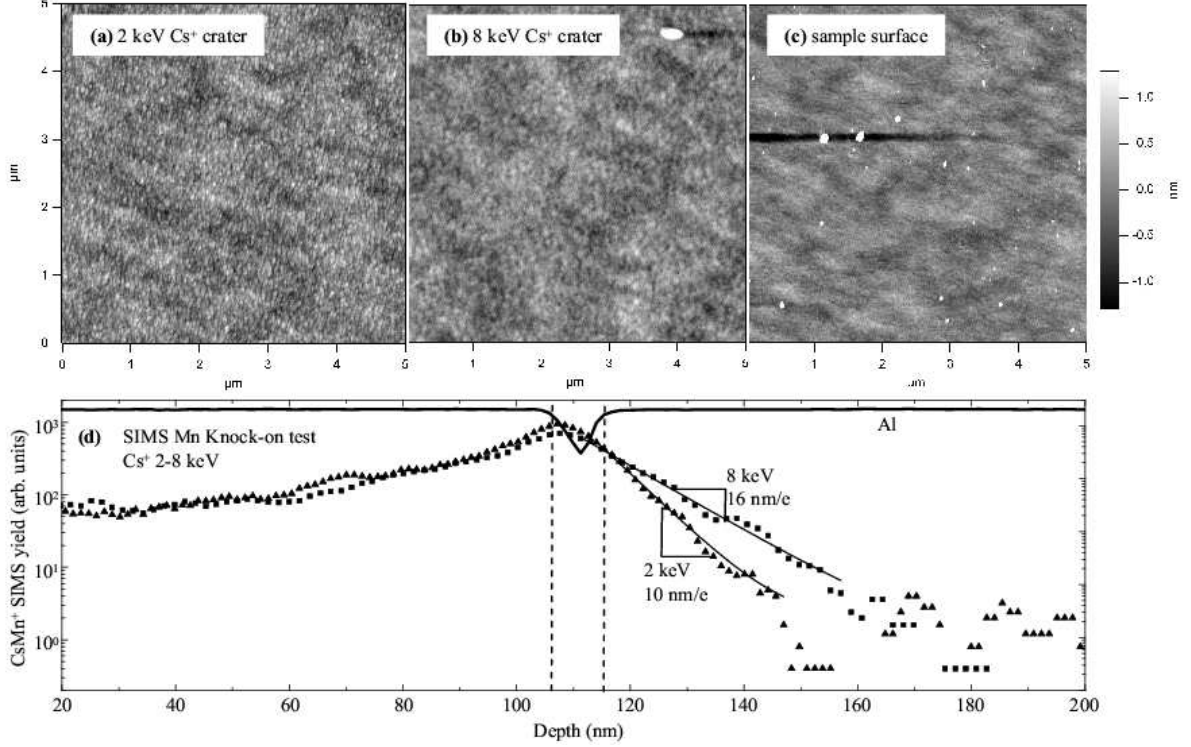 (a) 2 keV Cs⁺ crater
(b) 8 keV Cs⁺ crater
(c) sample surface
5
4
3
2
1
0
μm
0 1 2 3 4 5
μm
1 2 3 4 5
μm
1 2 3 4 5
μm
1.0
0.0
-1.0
nm
(d) SIMS Mn Knock-on test
Cs⁺ 2-8 keV
Al
8 keV
16 nm/e
2 keV
10 nm/e
CsMn⁺ SIMS yield (arb. units)
10³
10²
10¹
10⁰
20 40 60 80 100 120 140 160 180 200
Depth (nm)